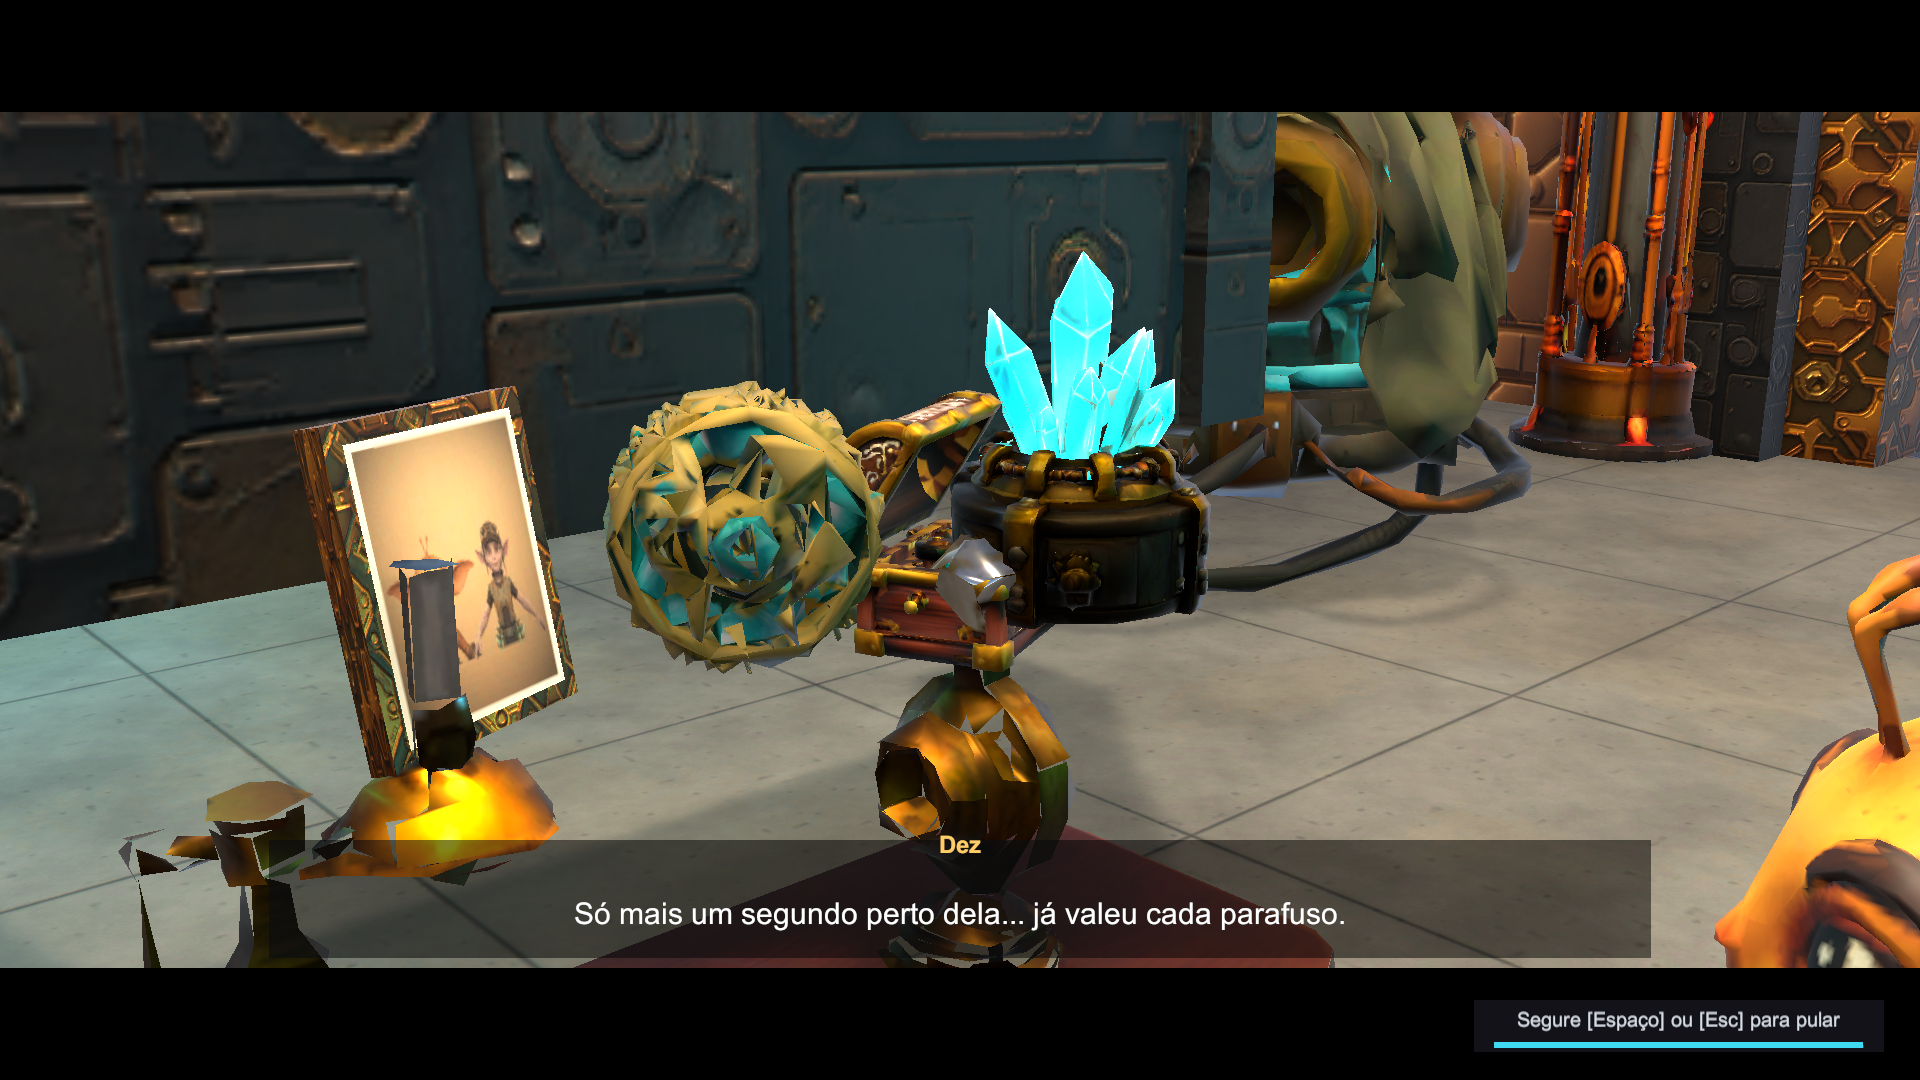 Dez
Só mais um segundo perto dela... já valeu cada parafuso.
Segure [Espaço] ou [Esc] para pular